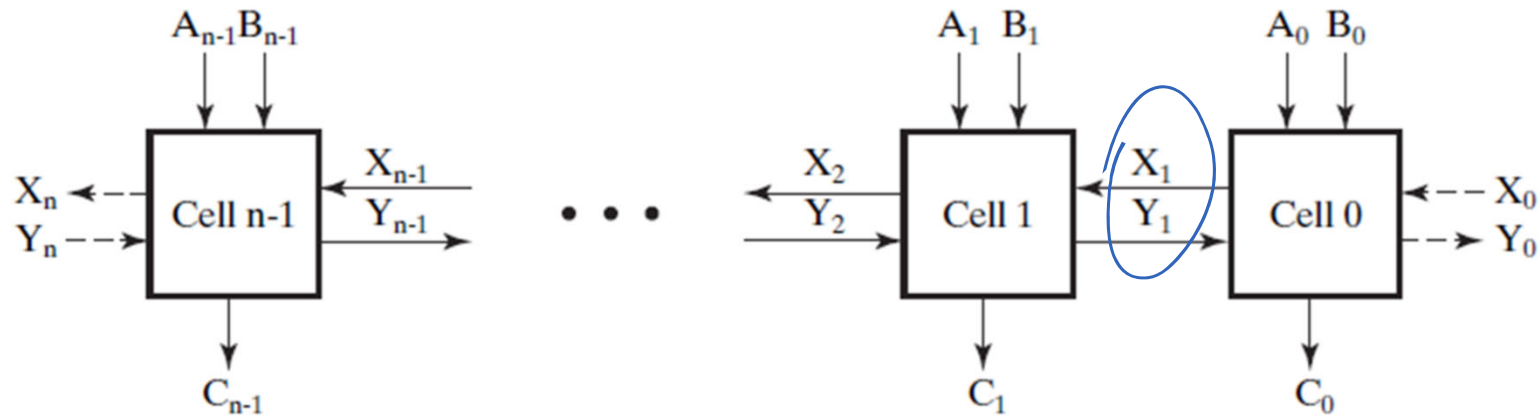 Aₙ₋₁Bₙ₋₁ A₁ B₁ A₀ B₀
Xₙ Xₙ₋₁ X₂ X₁ X₀
Cell n-1 Cell 1 Cell 0
Yₙ Yₙ₋₁ • • • Y₂ Y₁ Y₀
Cₙ₋₁ C₁ C₀